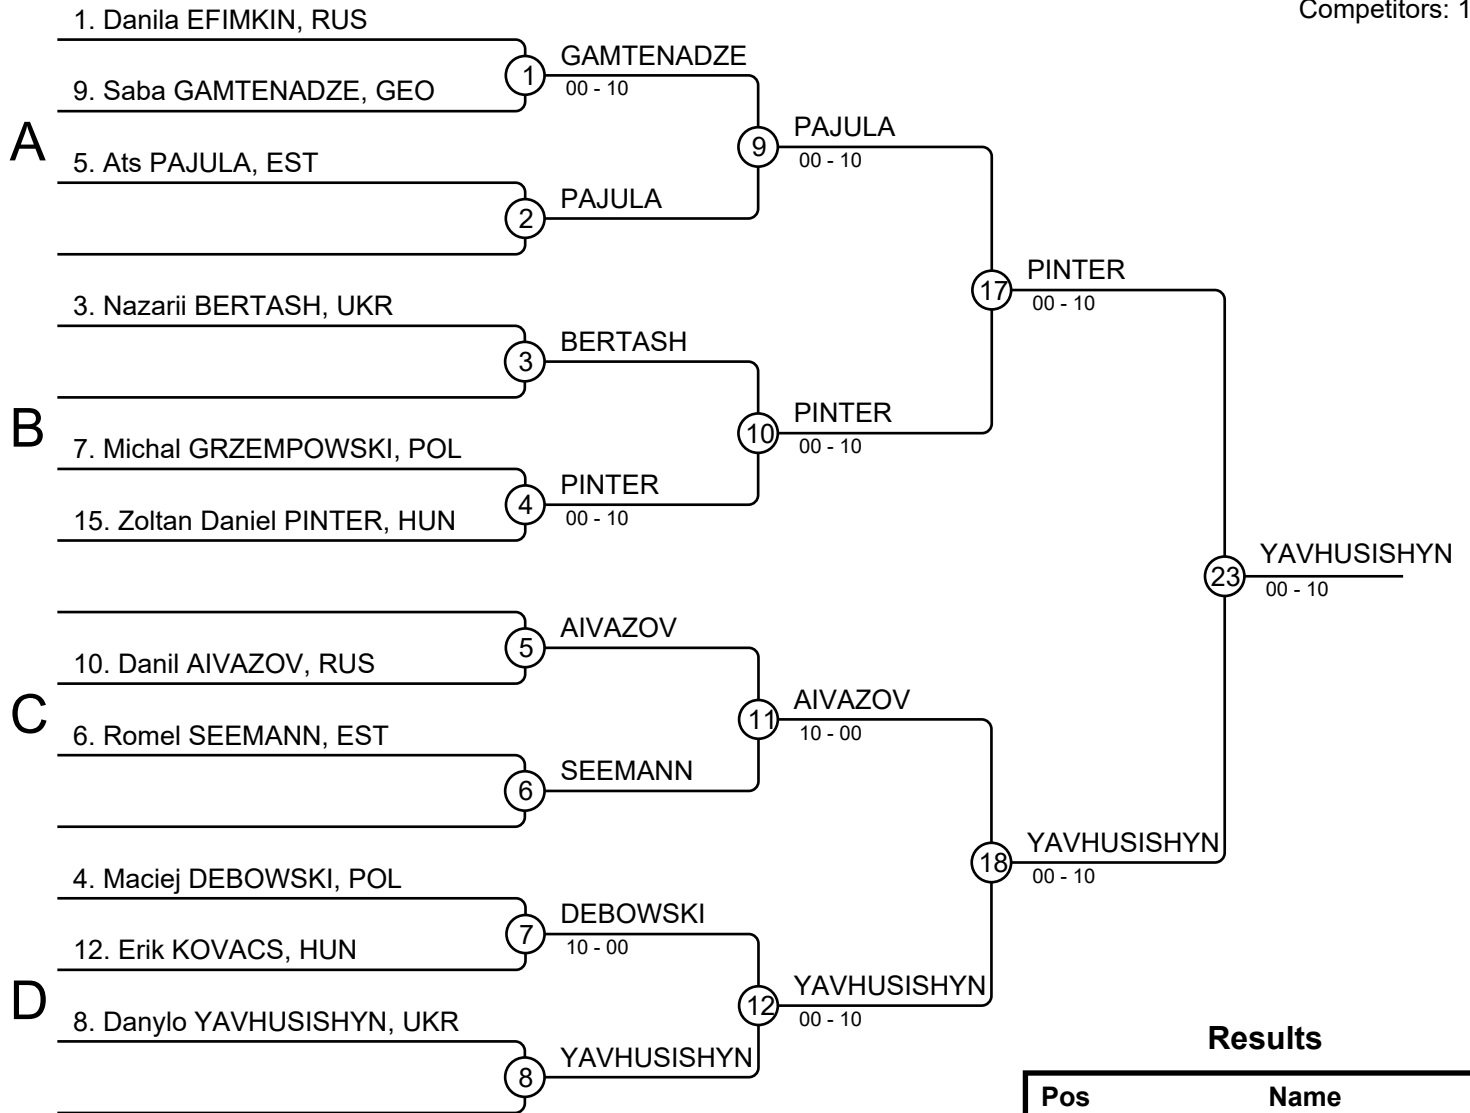 Competitors: 1
1. Danila EFIMKIN, RUS
1
GAMTENADZE
00 - 10
9. Saba GAMTENADZE, GEO
A
9
PAJULA
00 - 10
5. Ats PAJULA, EST
2
PAJULA
17
PINTER
00 - 10
3. Nazarii BERTASH, UKR
3
BERTASH
B
10
PINTER
00 - 10
7. Michal GRZEMPOWSKI, POL
4
PINTER
00 - 10
15. Zoltan Daniel PINTER, HUN
23
YAVHUSISHYN
00 - 10
5
AIVAZOV
10. Danil AIVAZOV, RUS
C
11
AIVAZOV
10 - 00
6. Romel SEEMANN, EST
6
SEEMANN
18
YAVHUSISHYN
00 - 10
4. Maciej DEBOWSKI, POL
7
DEBOWSKI
10 - 00
12. Erik KOVACS, HUN
D
12
YAVHUSISHYN
00 - 10
8. Danylo YAVHUSISHYN, UKR
8
YAVHUSISHYN
Results
Pos Name